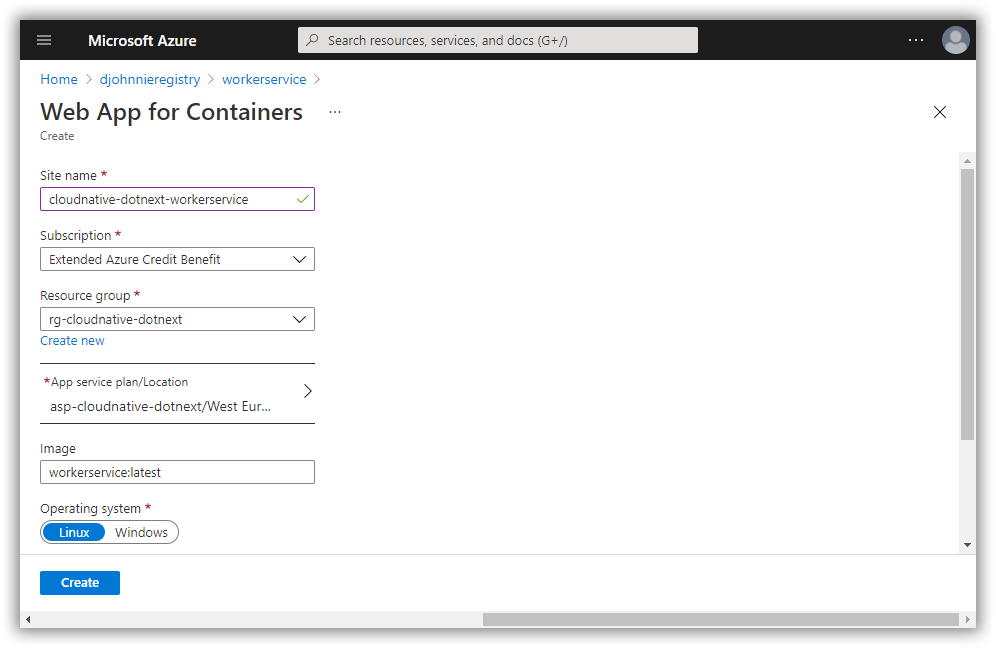 Microsoft Azure
Search resources, services, and docs (G+/)
...
Home > djohnnieregistry > workerservice >
Web App for Containers ...
Create
Site name *
cloudnative-dotnext-workerservice
Subscription *
Extended Azure Credit Benefit
Resource group *
rg-cloudnative-dotnext
Create new
*App service plan/Location
asp-cloudnative-dotnext/West Eur...
Image
workerservice:latest
Operating system *
Linux Windows
Create